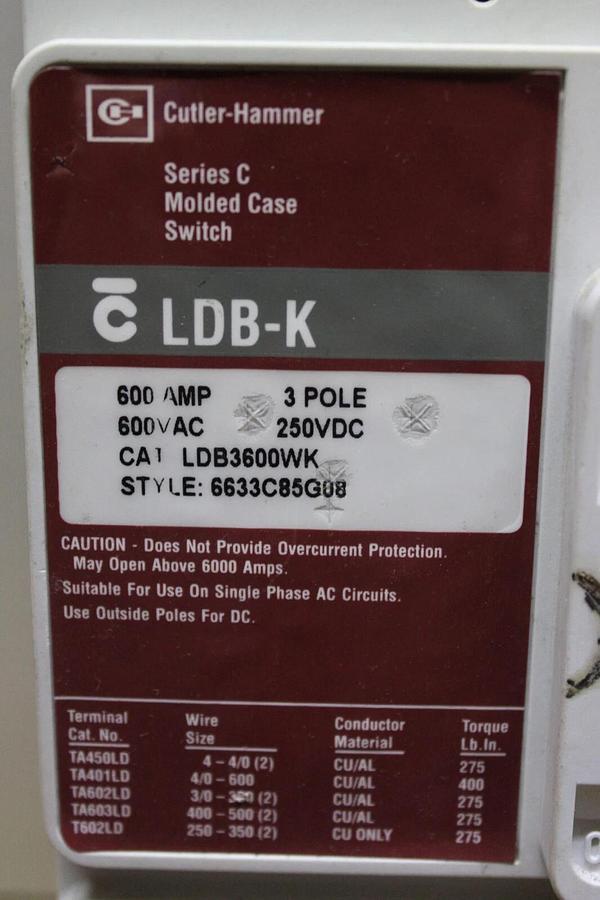 Cutler-Hammer
Series C
Molded Case
Switch
C LDB-K
600 AMP 3 POLE
600VAC 250VDC
CAT LDB3600WK
STYLE: 6633C85G08
CAUTION - Does Not Provide Overcurrent Protection.
May Open Above 6000 Amps.
Suitable For Use On Single Phase AC Circuits.
Use Outside Poles For DC.
Terminal Wire Conductor Torque
Cat. No. Size Material Lb.In.
TA450LD 4 - 4/0 (2) CU/AL 275
TA401LD 4/0 - 600 CU/AL 400
TA602LD 3/0 - (2) CU/AL 275
TA603LD 400 - 500 (2) CU/AL 275
T602LD 250 - 350 (2) CU ONLY 275